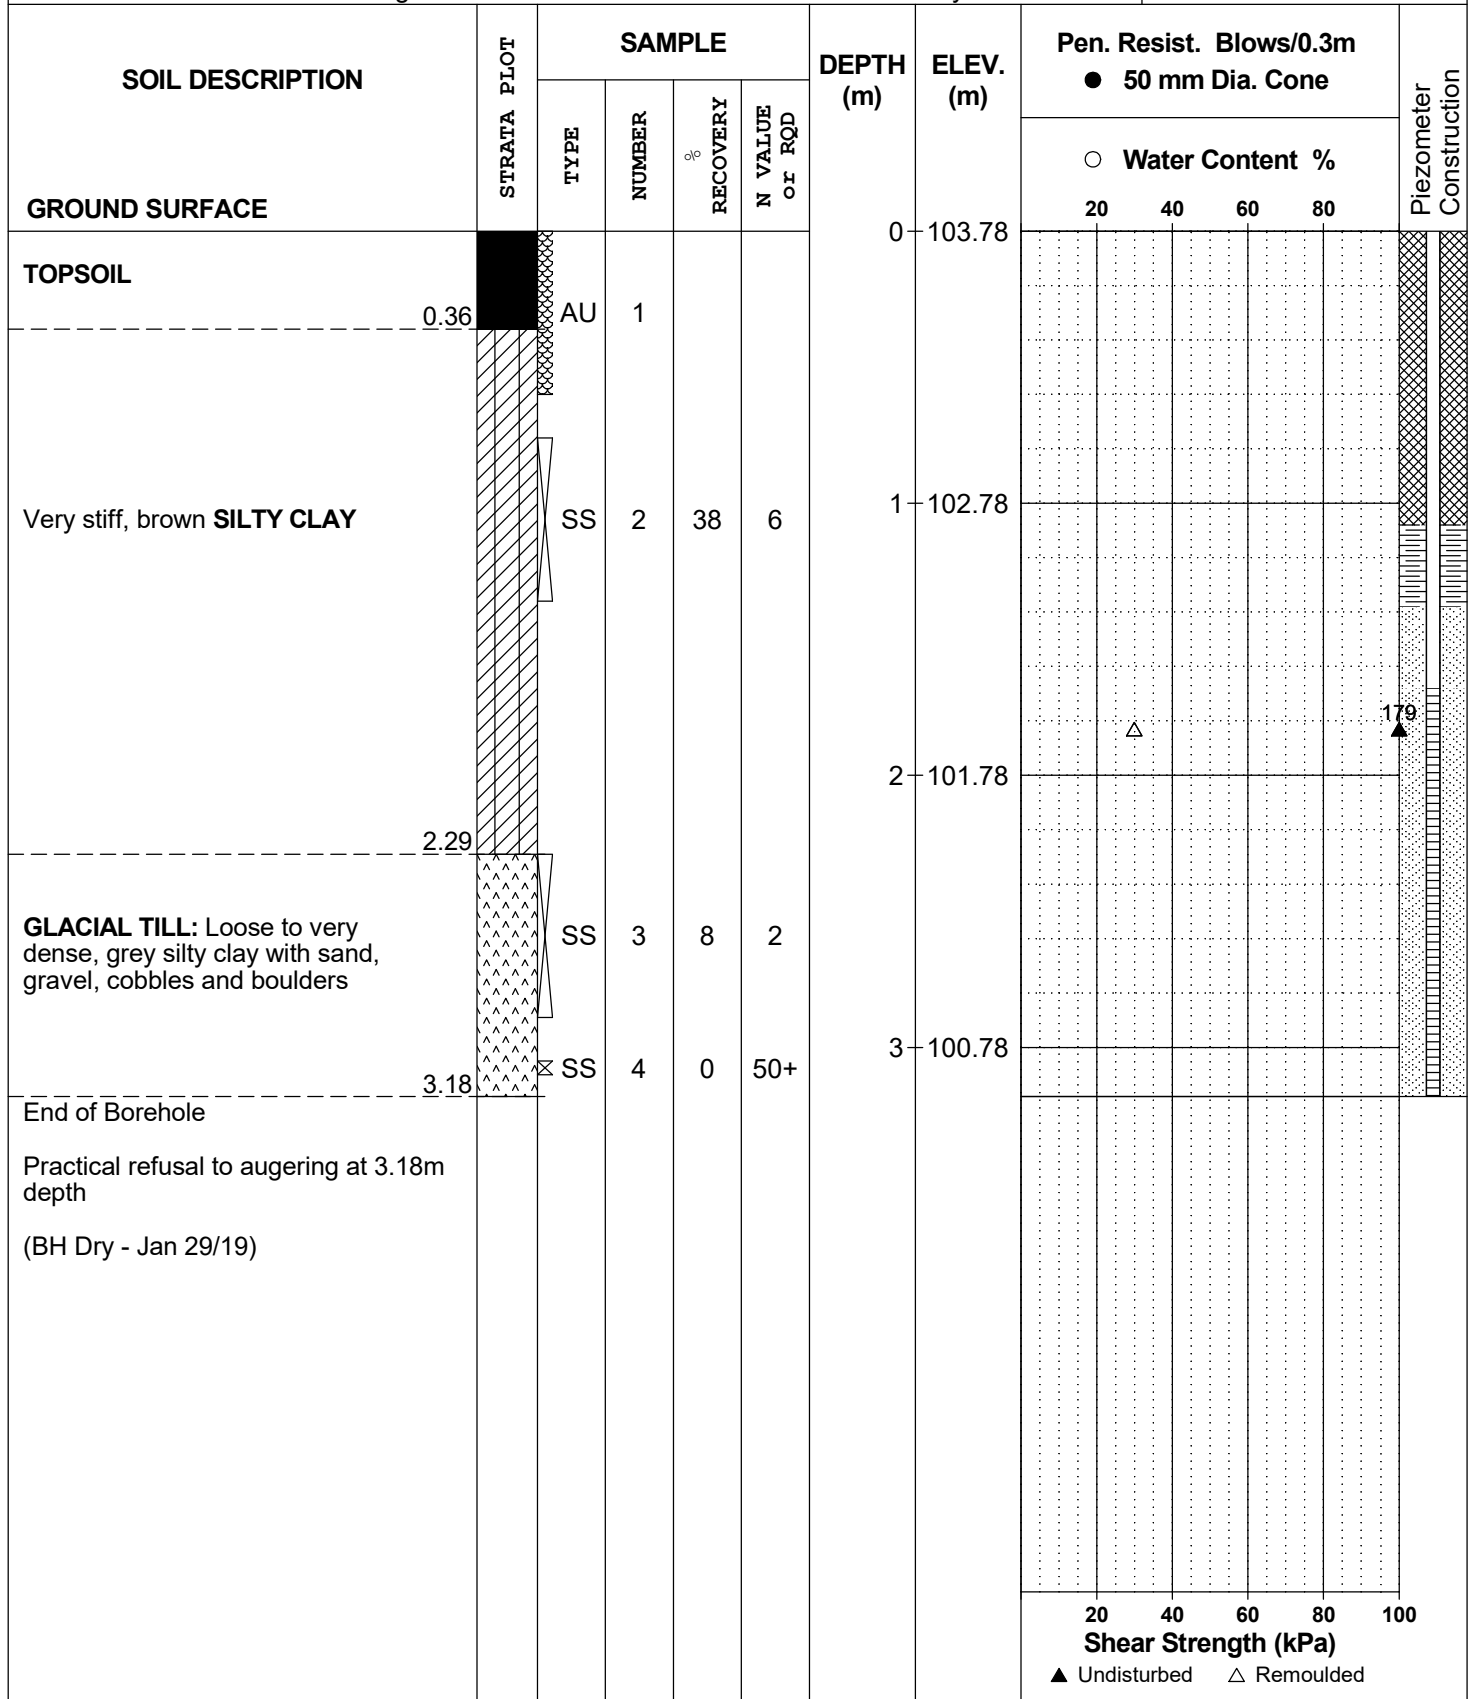 SOIL DESCRIPTION
GROUND SURFACE
STRATA PLOT
SAMPLE
TYPE
NUMBER
%
RECOVERY
N VALUE
or RQD
DEPTH
(m)
ELEV.
(m)
Pen. Resist. Blows/0.3m
● 50 mm Dia. Cone
○ Water Content %
20 40 60 80
Piezometer
Construction
0 103.78
TOPSOIL
0.36
AU 1
Very stiff, brown SILTY CLAY
SS 2 38 6
1 102.78
179
2 101.78
2.29
GLACIAL TILL: Loose to very
dense, grey silty clay with sand,
gravel, cobbles and boulders
SS 3 8 2
3 100.78
SS 4 0 50+
3.18
End of Borehole
Practical refusal to augering at 3.18m
depth
(BH Dry - Jan 29/19)
20 40 60 80 100
Shear Strength (kPa)
▲ Undisturbed △ Remoulded